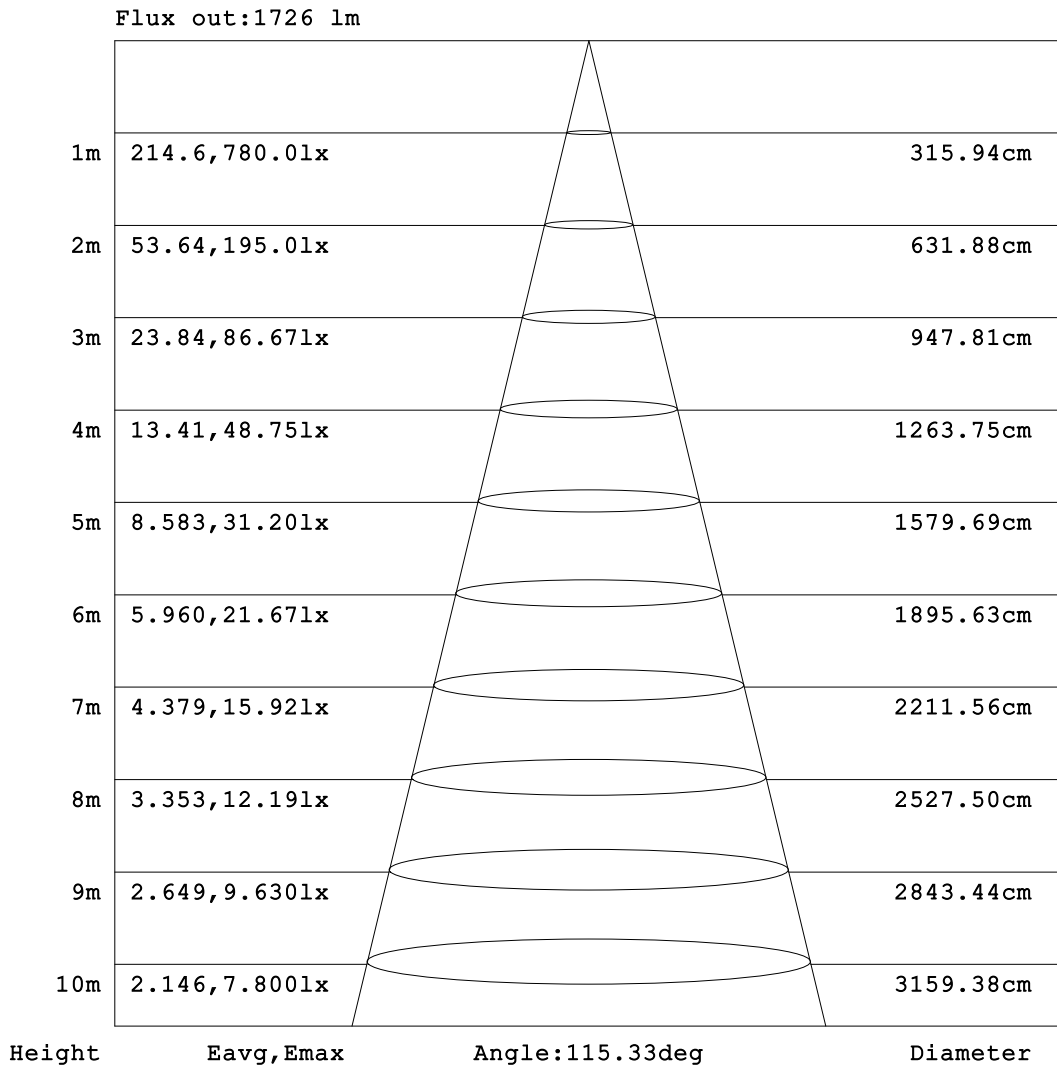 Flux out:1726 lm
1m 214.6,780.0lx 315.94cm
2m 53.64,195.0lx 631.88cm
3m 23.84,86.67lx 947.81cm
4m 13.41,48.75lx 1263.75cm
5m 8.583,31.20lx 1579.69cm
6m 5.960,21.67lx 1895.63cm
7m 4.379,15.92lx 2211.56cm
8m 3.353,12.19lx 2527.50cm
9m 2.649,9.630lx 2843.44cm
10m 2.146,7.800lx 3159.38cm
Height Eavg,Emax Angle:115.33deg Diameter